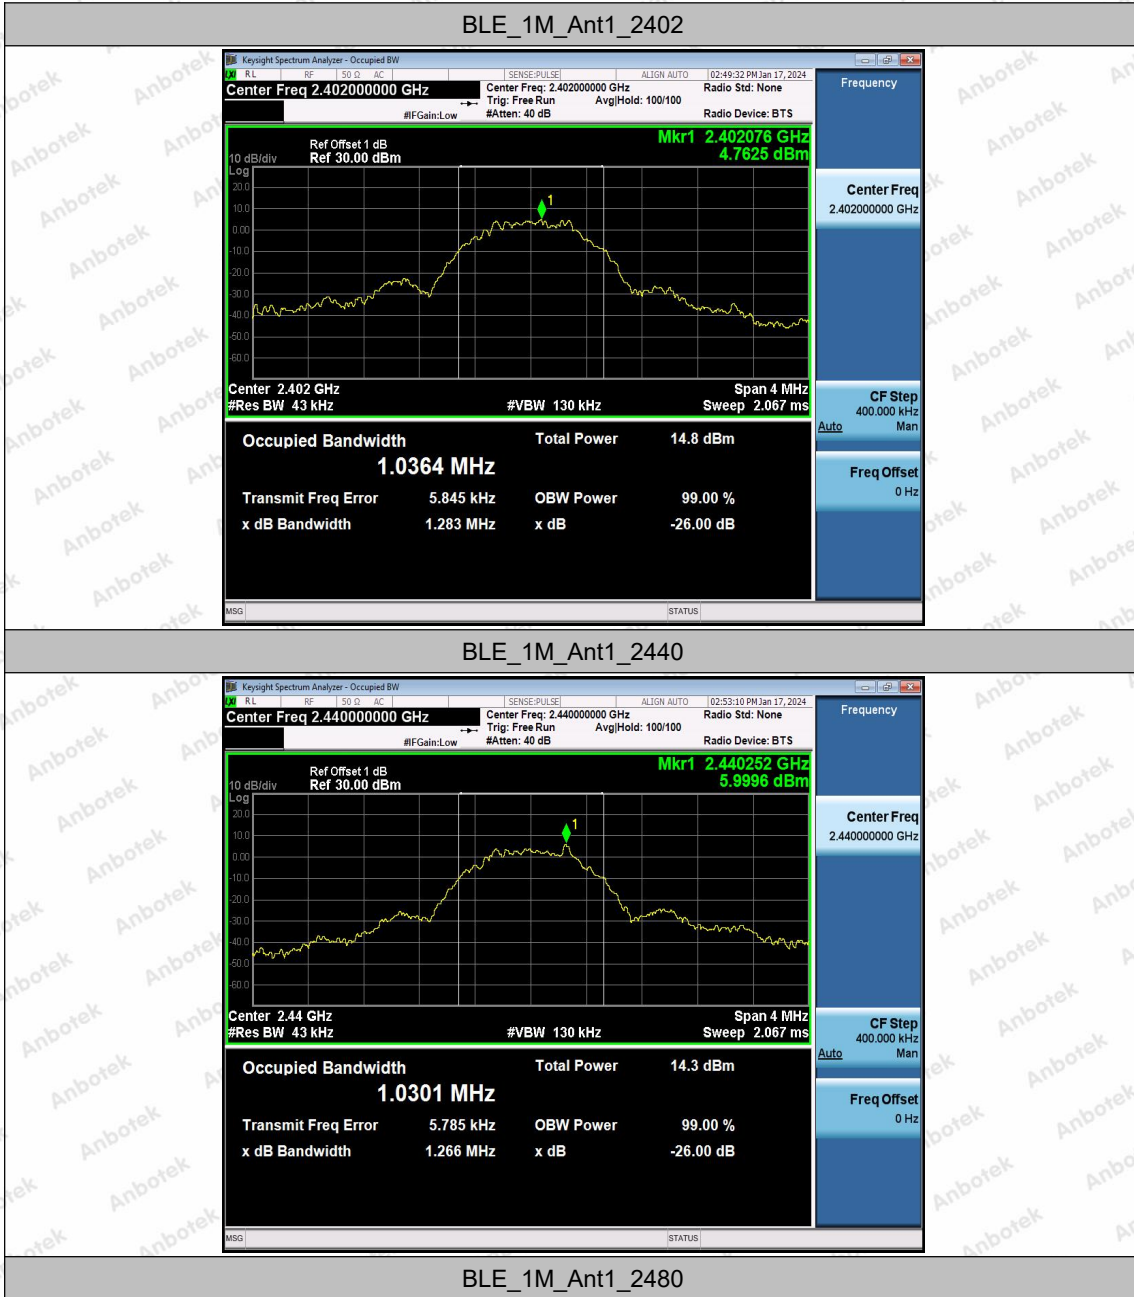 BLE_1M_Ant1_2402
Keysight Spectrum Analyzer - Occupied BW
LXI RL RF 50 Ω AC SENSE:PULSE ALIGN AUTO 02:49:32 PM Jan 17, 2024
Center Freq 2.402000000 GHz
Center Freq: 2.402000000 GHz Radio Std: None
Trig: Free Run Avg|Hold: 100/100
#IFGain:Low #Atten: 40 dB Radio Device: BTS
Frequency
Mkr1 2.402076 GHz
4.7625 dBm
Ref Offset 1 dB
10 dB/div Ref 30.00 dBm
Log
20.0
10.0
0.00
-10.0
-20.0
-30.0
-40.0
-50.0
-60.0
1
Center Freq
2.402000000 GHz
Center 2.402 GHz Span 4 MHz
#Res BW 43 kHz #VBW 130 kHz Sweep 2.067 ms
CF Step
400.000 kHz
Auto Man
Occupied Bandwidth Total Power 14.8 dBm
1.0364 MHz
Transmit Freq Error 5.845 kHz OBW Power 99.00 %
x dB Bandwidth 1.283 MHz x dB -26.00 dB
Freq Offset
0 Hz
MSG STATUS
BLE_1M_Ant1_2440
Keysight Spectrum Analyzer - Occupied BW
LXI RL RF 50 Ω AC SENSE:PULSE ALIGN AUTO 02:53:10 PM Jan 17, 2024
Center Freq 2.440000000 GHz
Center Freq: 2.440000000 GHz Radio Std: None
Trig: Free Run Avg|Hold: 100/100
#IFGain:Low #Atten: 40 dB Radio Device: BTS
Frequency
Mkr1 2.440252 GHz
5.9996 dBm
Ref Offset 1 dB
10 dB/div Ref 30.00 dBm
Log
20.0
10.0
0.00
-10.0
-20.0
-30.0
-40.0
-50.0
-60.0
1
Center Freq
2.440000000 GHz
Center 2.44 GHz Span 4 MHz
#Res BW 43 kHz #VBW 130 kHz Sweep 2.067 ms
CF Step
400.000 kHz
Auto Man
Occupied Bandwidth Total Power 14.3 dBm
1.0301 MHz
Transmit Freq Error 5.785 kHz OBW Power 99.00 %
x dB Bandwidth 1.266 MHz x dB -26.00 dB
Freq Offset
0 Hz
MSG STATUS
BLE_1M_Ant1_2480
Anbotek